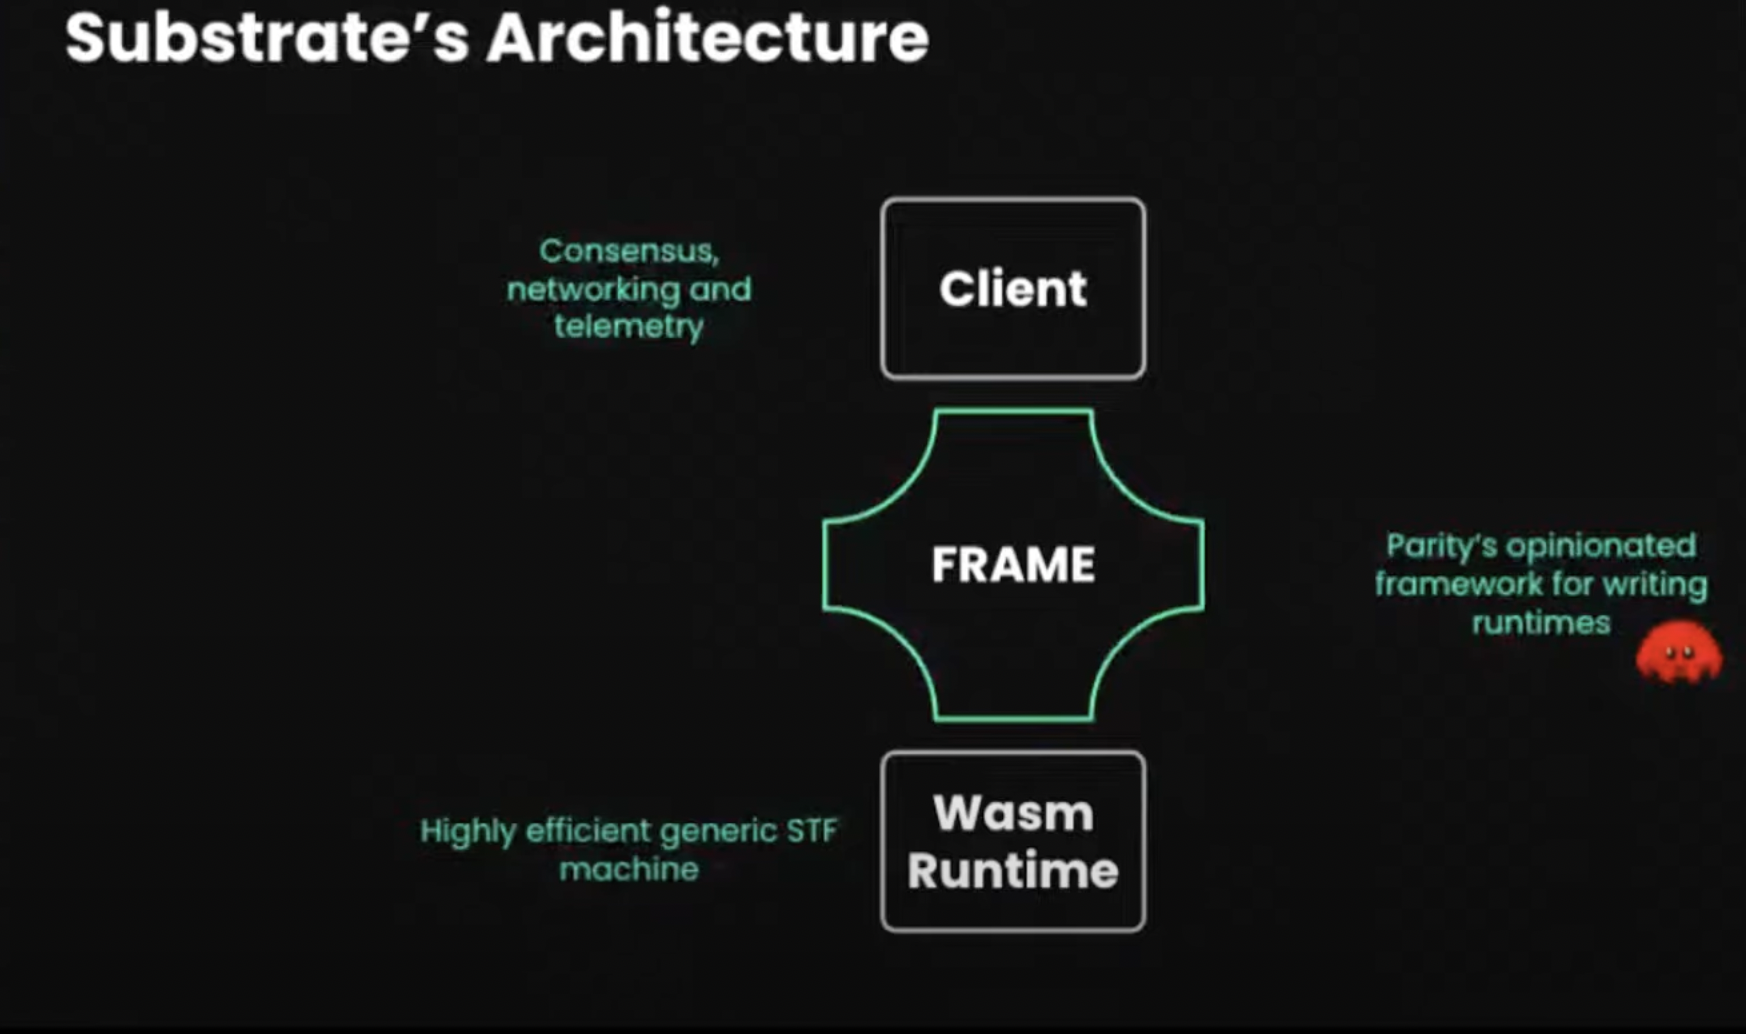 Substrate’s Architecture
Consensus,
networking and
telemetry
Client
FRAME
Parity’s opinionated
framework for writing
runtimes
Highly efficient generic STF
machine
Wasm
Runtime